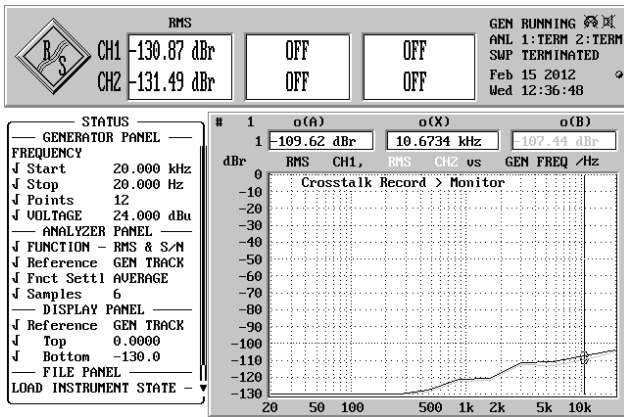 RMS
R S
CH1 -130.87 dBr OFF OFF
CH2 -131.49 dBr OFF OFF
GEN RUNNING
ANL 1:TERM 2:TERM
SWP TERMINATED
Feb 15 2012
Wed 12:36:48
STATUS
GENERATOR PANEL
FREQUENCY
Start 20.000 kHz
Stop 20.000 Hz
Points 12
VOLTAGE 24.000 dBu
ANALYZER PANEL
FUNCTION - RMS & S/N
Reference GEN TRACK
Fnct Settl AVERAGE
Samples 6
DISPLAY PANEL
Reference GEN TRACK
Top 0.0000
Bottom -130.0
FILE PANEL
LOAD INSTRUMENT STATE -
# 1 o(A) o(X) o(B)
1 -109.62 dBr 10.6734 kHz -107.44 dBr
dBr RMS CH1, RMS CH2 vs GEN FREQ /Hz
Crosstalk Record > Monitor
0
-10
-20
-30
-40
-50
-60
-70
-80
-90
-100
-110
-120
-130
20 50 100 500 1k 2k 5k 10k